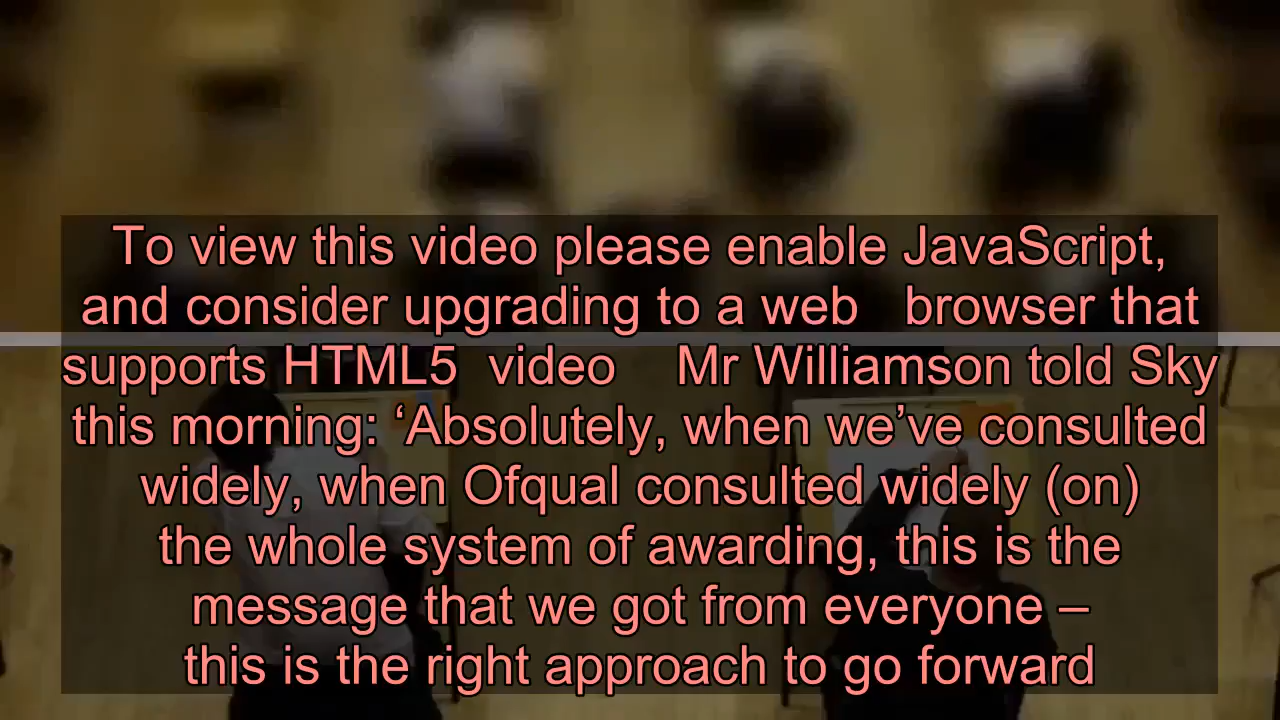 To view this video please enable JavaScript,
and consider upgrading to a web browser that
supports HTML5 video Mr Williamson told Sky
this morning: ‘Absolutely, when we’ve consulted
widely, when Ofqual consulted widely (on)
the whole system of awarding, this is the
message that we got from everyone –
this is the right approach to go forward